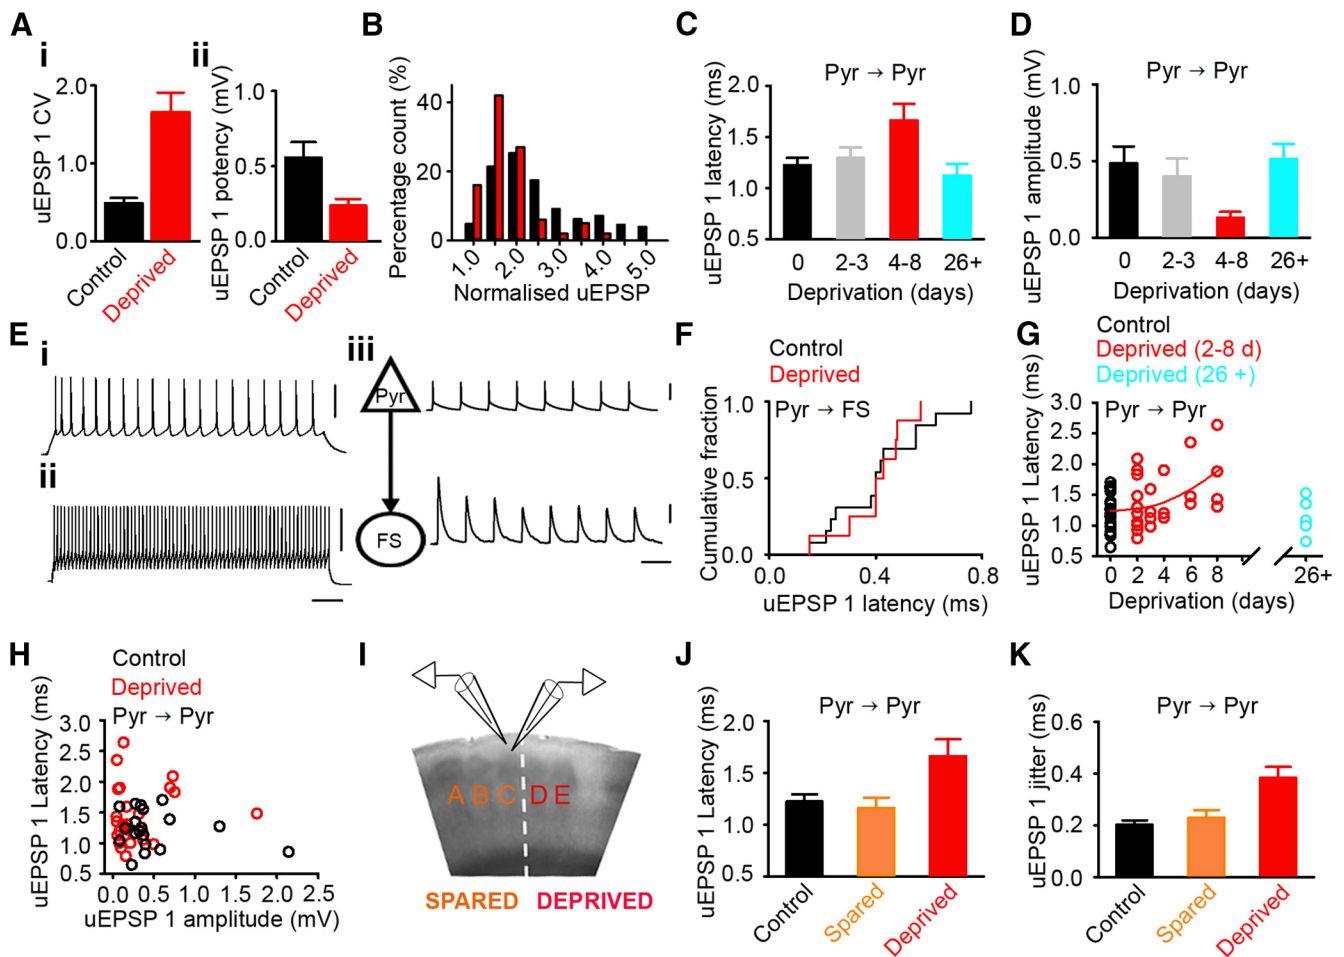 A
i
uEPSP 1 CV
2.0
1.0
0.0
Control
Deprived
ii
uEPSP 1 potency (mV)
1.0
0.5
0.0
Control
Deprived
B
Percentage count (%)
40
20
0
1.0
2.0
3.0
4.0
5.0
Normalised uEPSP
C
Pyr → Pyr
uEPSP 1 latency (ms)
2.0
1.5
1.0
0.5
0 2-3 4-8 26+
Deprivation (days)
D
Pyr → Pyr
uEPSP 1 amplitude (mV)
1.0
0.5
0.0
0 2-3 4-8 26+
Deprivation (days)
E
i
ii
iii
Pyr
FS
F
Control
Deprived
Pyr → FS
Cumulative fraction
1.0
0.5
0.0
0.0 0.4 0.8
uEPSP 1 latency (ms)
G
Control
Deprived (2-8 d)
Deprived (26 +)
Pyr → Pyr
uEPSP 1 Latency (ms)
3.0
2.5
2.0
1.5
1.0
0.5
0 2 4 6 8 26+
Deprivation (days)
H
Control
Deprived
Pyr → Pyr
uEPSP 1 Latency (ms)
3.0
2.5
2.0
1.5
1.0
0.5
0.0 0.5 1.0 1.5 2.0 2.5
uEPSP 1 amplitude (mV)
I
A B C D E
SPARED DEPRIVED
J
Pyr → Pyr
uEPSP 1 Latency (ms)
2.0
1.5
1.0
0.5
Control
Spared
Deprived
K
Pyr → Pyr
uEPSP 1 jitter (ms)
0.6
0.4
0.2
0.0
Control
Spared
Deprived